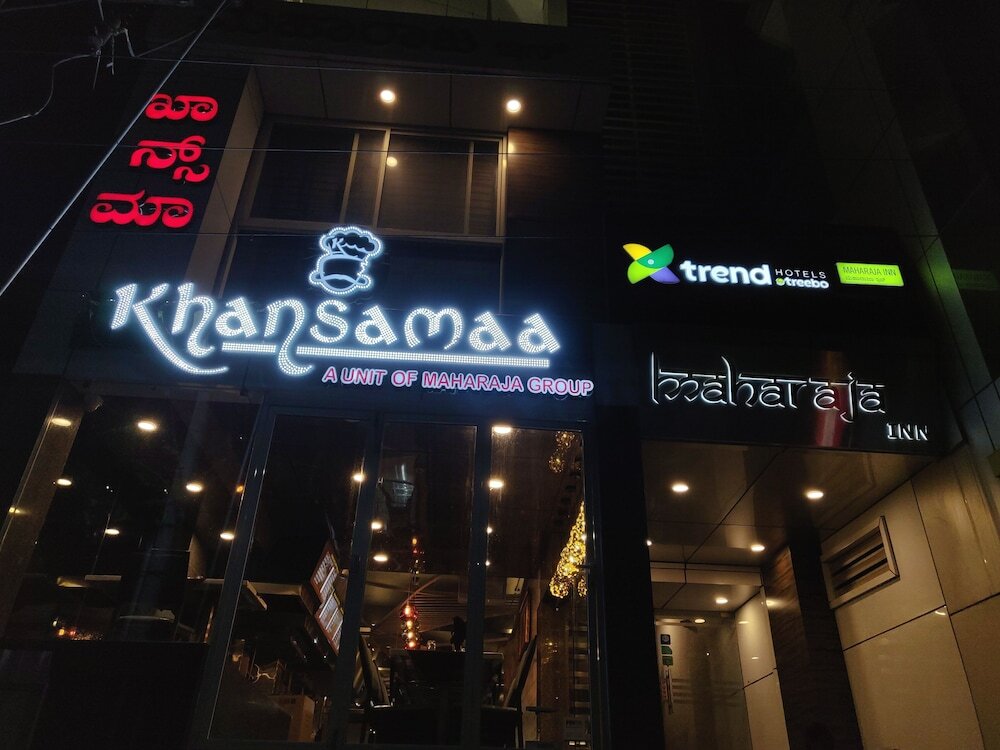 ಖಾ
ನ್ಸ್
ಮಾ
K
Khansamaa
A UNIT OF MAHARAJA GROUP
trend HOTELS
treebo
MAHARAJA INN
maharaja
INN